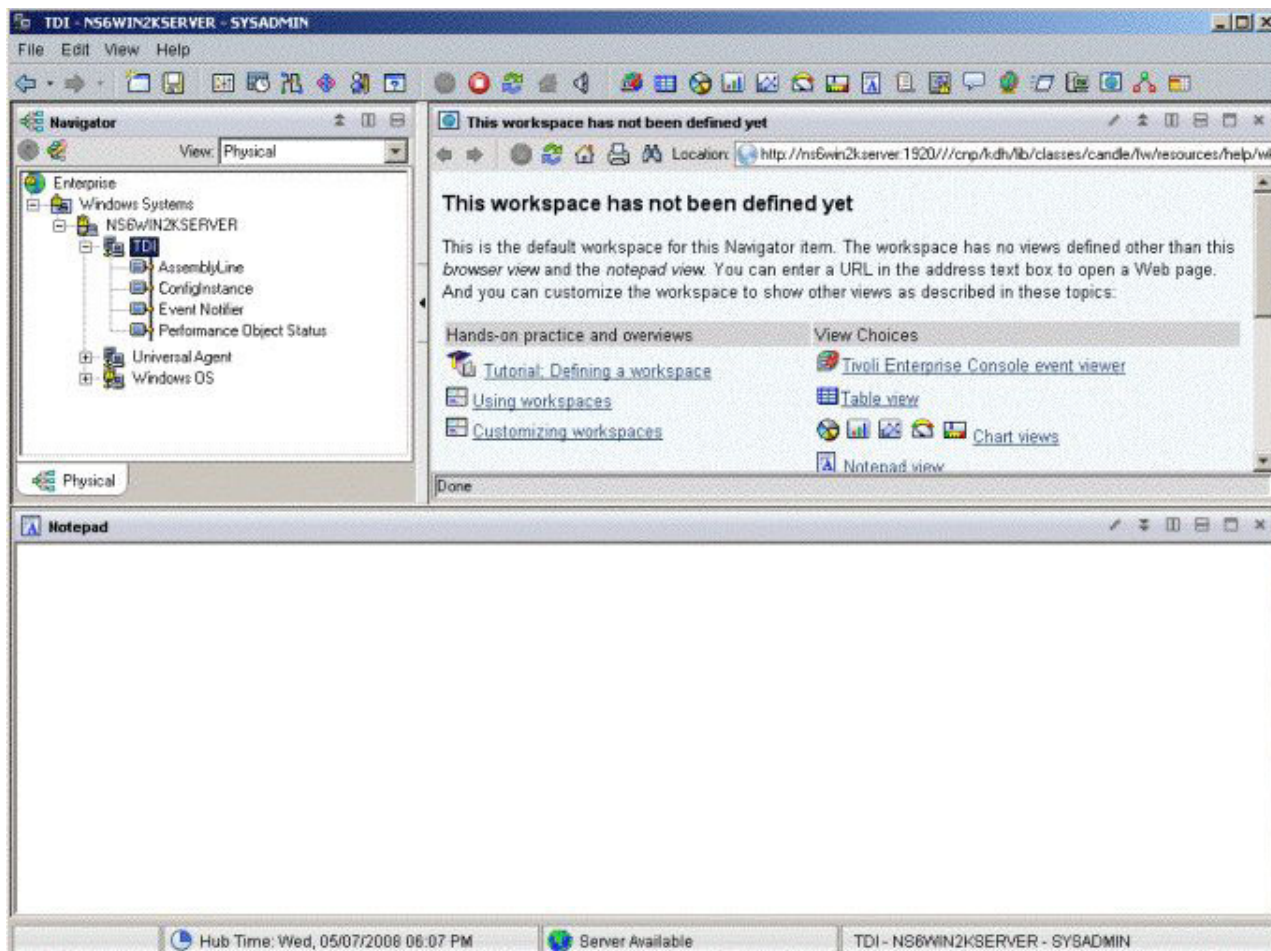 TDI - NS6WIN2KSERVER - SYSADMIN
File Edit View Help
Navigator
View: Physical
Enterprise
Windows Systems
NS6WIN2KSERVER
TDI
AssemblyLine
ConfigInstance
Event Notifier
Performance Object Status
Universal Agent
Windows OS
Physical
This workspace has not been defined yet
Location: http://ns6win2kserver:1920///cnp/kdh/lib/classes/candle/fw/resources/help/
This workspace has not been defined yet
This is the default workspace for this Navigator item. The workspace has no views defined other than this
browser view and the notepad view. You can enter a URL in the address text box to open a Web page.
And you can customize the workspace to show other views as described in these topics:
Hands-on practice and overviews
Tutorial: Defining a workspace
Using workspaces
Customizing workspaces
View Choices
Tivoli Enterprise Console event viewer
Table view
Chart views
Notepad view
Done
Notepad
Hub Time: Wed, 05/07/2008 06:07 PM
Server Available
TDI - NS6WIN2KSERVER - SYSADMIN